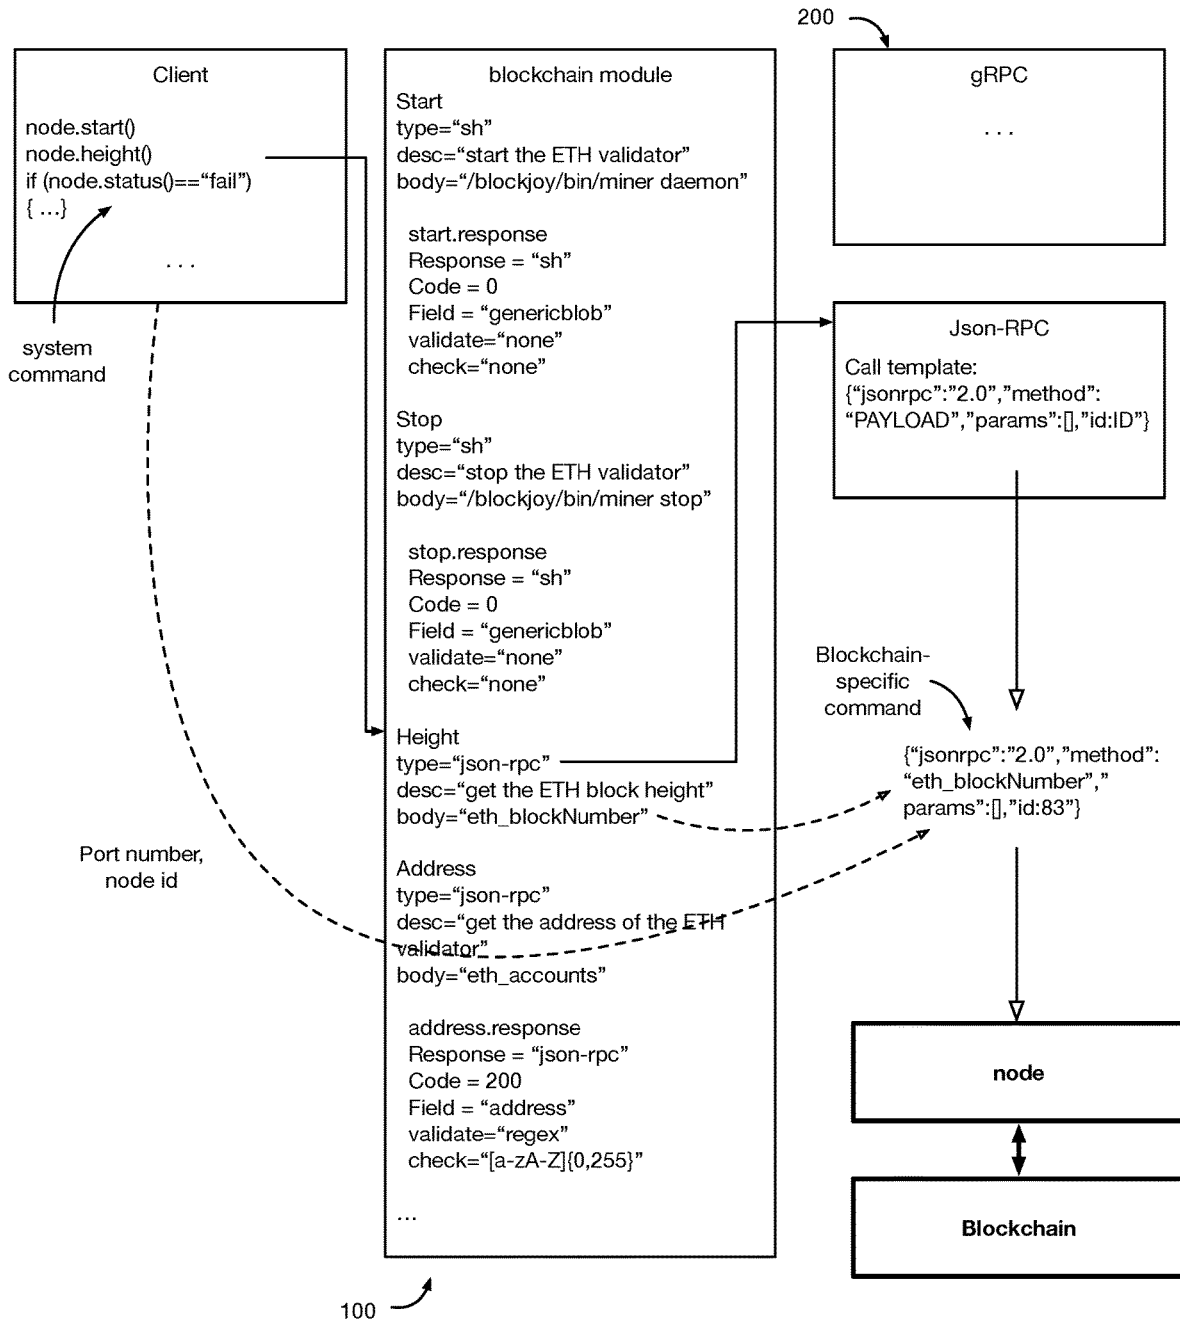 200
Client
node.start()
node.height()
if (node.status()==“fail”)
{ ...}
...
system
command
Port number,
node id
blockchain module
Start
type=“sh”
desc=“start the ETH validator”
body=“/blockjoy/bin/miner daemon”
start.response
Response = “sh”
Code = 0
Field = “genericblob”
validate=“none”
check=“none”
Stop
type=“sh”
desc=“stop the ETH validator”
body=“/blockjoy/bin/miner stop”
stop.response
Response = “sh”
Code = 0
Field = “genericblob”
validate=“none”
check=“none”
Height
type=“json-rpc”
desc=“get the ETH block height”
body=“eth_blockNumber”
Address
type=“json-rpc”
desc=“get the address of the ETH
validator”
body=“eth_accounts”
address.response
Response = “json-rpc”
Code = 200
Field = “address”
validate=“regex”
check=“[a-zA-Z]{0,255}”
...
100
gRPC
...
Json-RPC
Call template:
{“jsonrpc”:”2.0”,”method”:
“PAYLOAD”,”params”:[],”id:ID”}
Blockchain-
specific
command
{“jsonrpc”:”2.0”,”method”:
“eth_blockNumber”,”
params”:[],”id:83”}
node
Blockchain